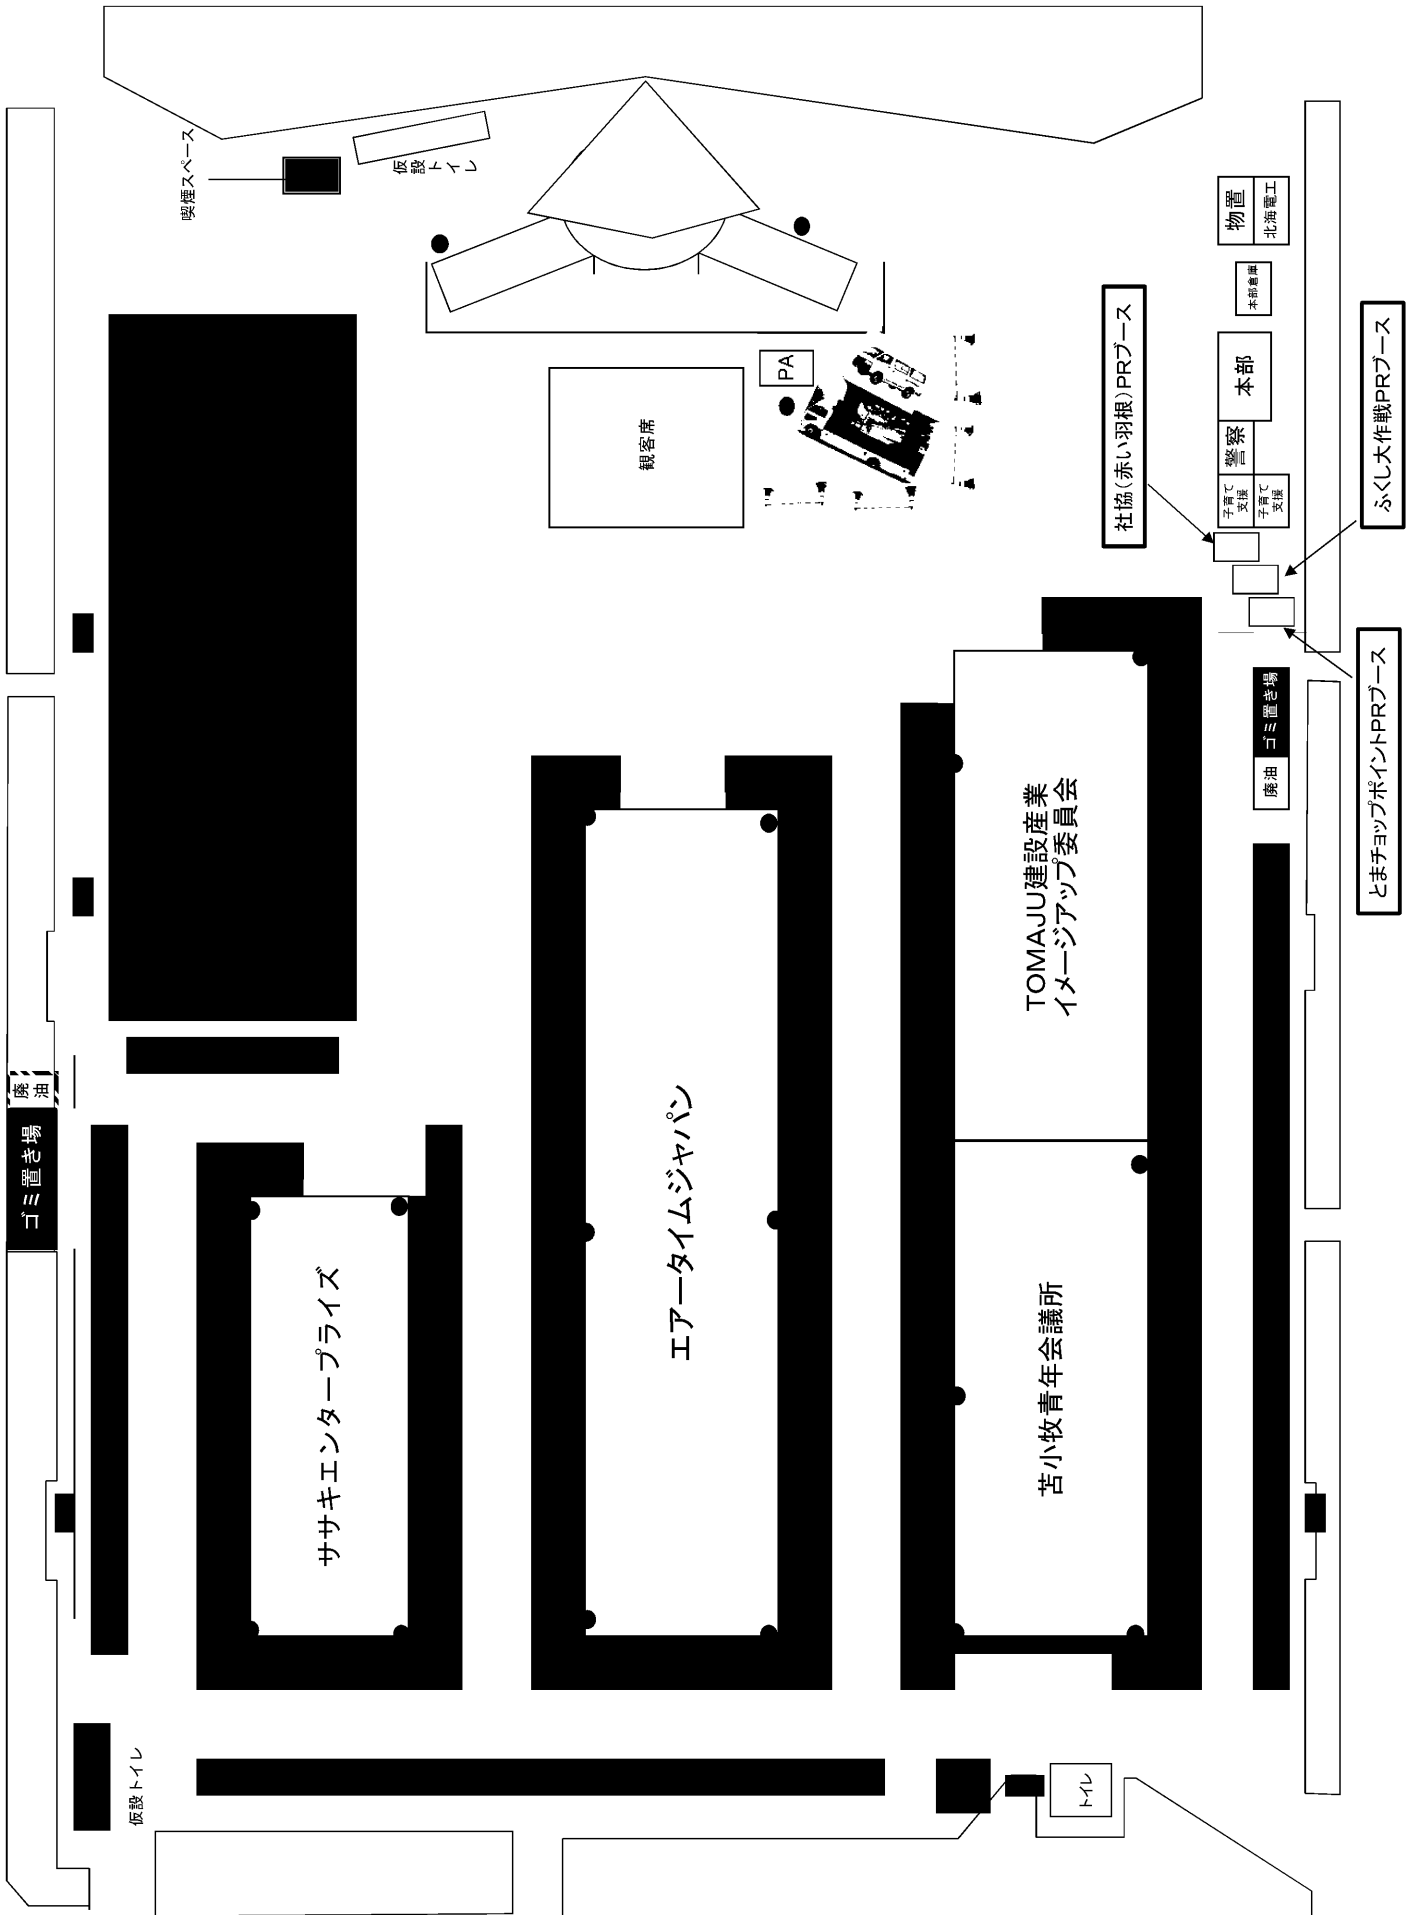 喫煙スペース
仮設
トイレ
物置
北海電工
本部倉庫
社協(赤い羽根)PRブース
ふくし大作戦PRブース
PA
本部
観客席
警察
子育て
支援
子育て
支援
とまチョップポイントPRブース
ゴミ置き場
廃油
TOMAJU建設産業
イメージアップ委員会
廃油
ゴミ置き場
エアータイムジャパン
ササキエンタープライズ
苫小牧青年会議所
仮設トイレ
トイレ